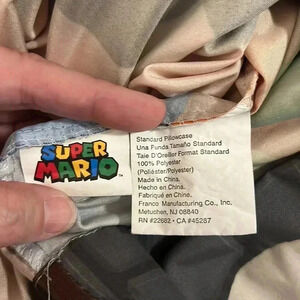 SUPER
MARIO
TM
Standard Pillowcase
Una Funda Tamaño Standard
Taie D'Oreiller Format Standard
100% Polyester
(Poliéster/Polyester)
Made in China.
Hecho en China.
Fabriqué en Chine.
Franco Manufacturing Co., Inc.
Metuchen, NJ 08840
RN #22682 • CA #45287